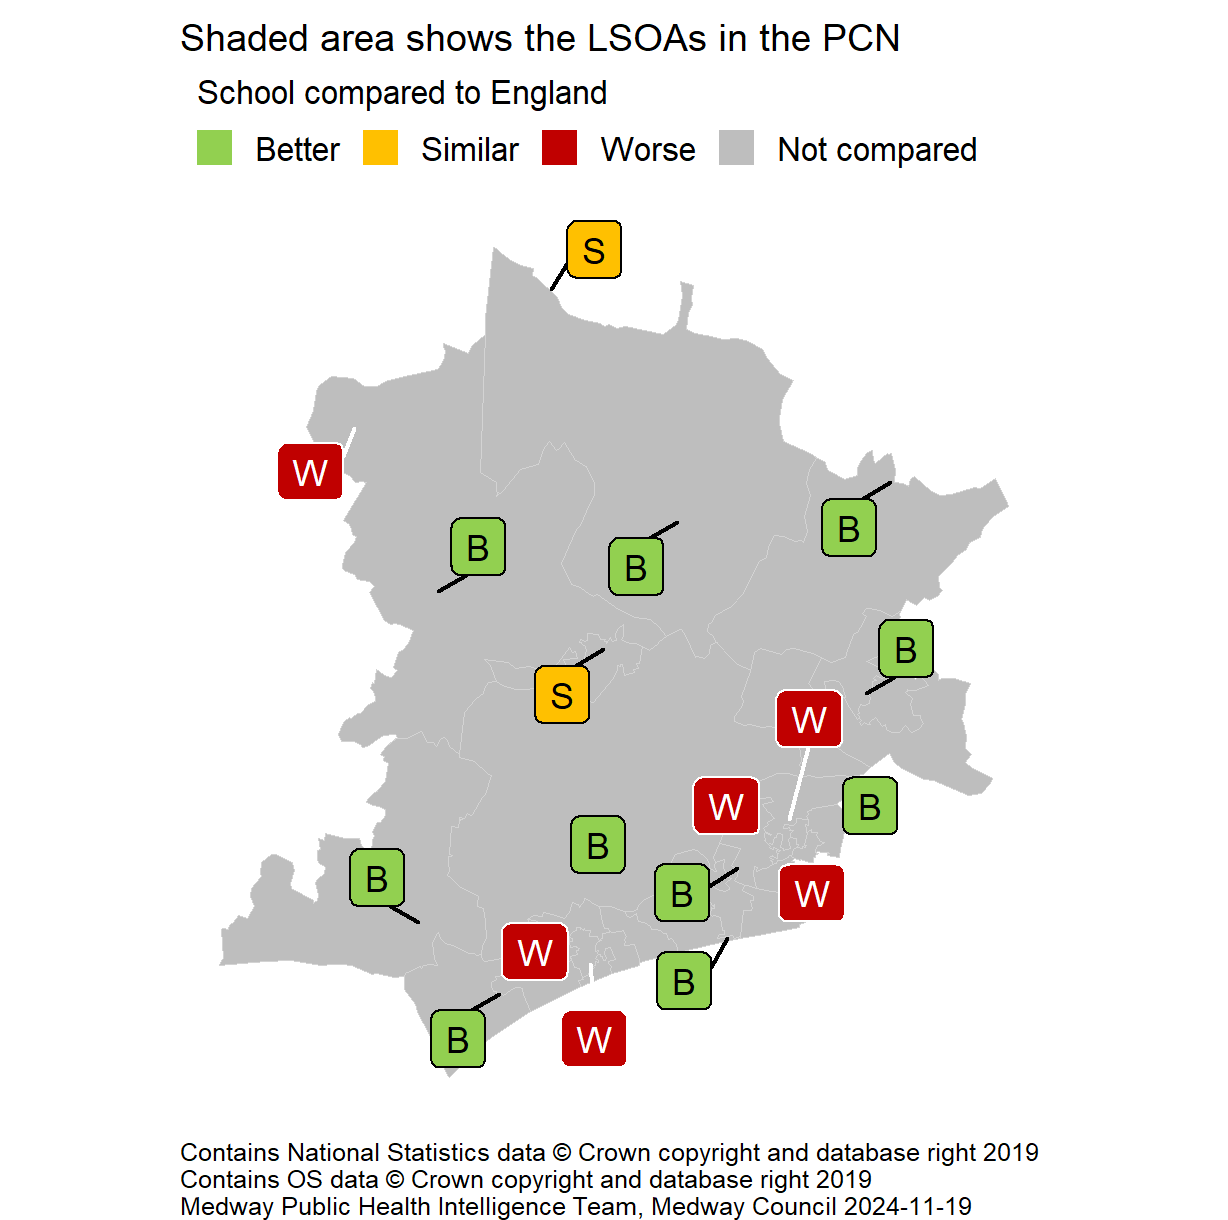 Shaded area shows the LSOAs in the PCN
School compared to England
Better Similar Worse Not compared
S
W
B
B
B
B
S
W
W
B
B
B
B
W
W
B
B
W
Contains National Statistics data © Crown copyright and database right 2019
Contains OS data © Crown copyright and database right 2019
Medway Public Health Intelligence Team, Medway Council 2024-11-19